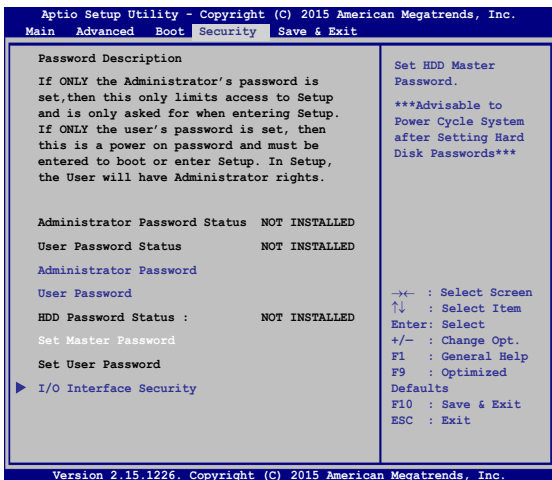 Aptio Setup Utility - Copyright (C) 2015 American Megatrends, Inc.
Main Advanced Boot Security Save & Exit
Password Description
If ONLY the Administrator's password is
set,then this only limits access to Setup
and is only asked for when entering Setup.
If ONLY the user's password is set, then
this is a power on password and must be
entered to boot or enter Setup. In Setup,
the User will have Administrator rights.
Administrator Password Status NOT INSTALLED
User Password Status NOT INSTALLED
Administrator Password
User Password
HDD Password Status : NOT INSTALLED
Set Master Password
Set User Password
I/O Interface Security
Set HDD Master
Password.
***Advisable to
Power Cycle System
after Setting Hard
Disk Passwords***
→← : Select Screen
↑↓ : Select Item
Enter: Select
+/— : Change Opt.
F1 : General Help
F9 : Optimized
Defaults
F10 : Save & Exit
ESC : Exit
Version 2.15.1226. Copyright (C) 2015 American Megatrends, Inc.